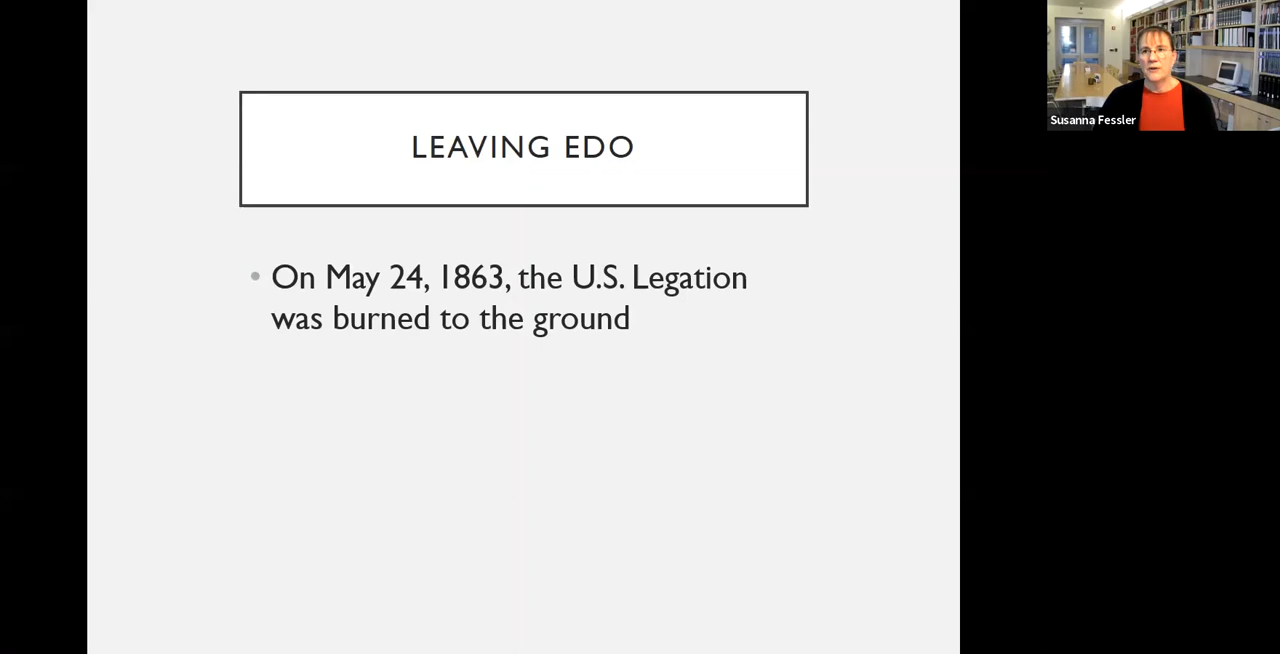 LEAVING EDO
• On May 24, 1863, the U.S. Legation
was burned to the ground
Susanna Fessler